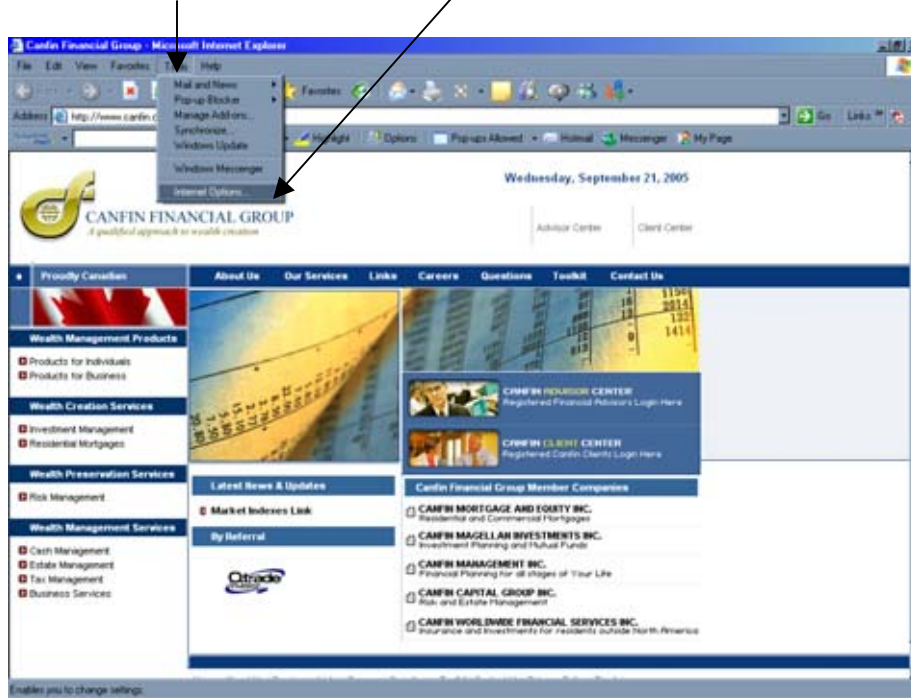 Canfin Financial Group - Microsoft Internet Explorer
File Edit View Favorites Tools Help
Mail and News
Pop-up Blocker
Manage Add-ons...
Synchronize...
Windows Update
Windows Messenger
Internet Options...
Favorites
Address http://www.canfin.c
Go Links
Highlight Options Pop-ups Allowed Hotmail Messenger My Page
Wednesday, September 21, 2005
CANFIN FINANCIAL GROUP
A qualified approach to wealth creation
Advisor Center Client Center
Proudly Canadian About Us Our Services Links Careers Questions Toolkit Contact Us
Wealth Management Products
Products for Individuals
Products for Business
Wealth Creation Services
Investment Management
Residential Mortgages
Wealth Preservation Services
Risk Management
Wealth Management Services
Cash Management
Estate Management
Tax Management
Business Services
CANFIN ADVISOR CENTER
Registered Financial Advisors Login Here
CANFIN CLIENT CENTER
Registered Canfin Clients Login Here
Latest News & Updates
Market Indexes Link
By Referral
Qtrade
Canfin Financial Group Member Companies
CANFIN MORTGAGE AND EQUITY INC.
Residential and Commercial Mortgages
CANFIN MAGELLAN INVESTMENTS INC.
Investment Planning and Mutual Funds
CANFIN MANAGEMENT INC.
Financial Planning for all stages of Your Life
CANFIN CAPITAL GROUP INC.
Risk and Estate Management
CANFIN WORLDWIDE FINANCIAL SERVICES INC.
Insurance and Investments for residents outside North America
Enables you to change settings.